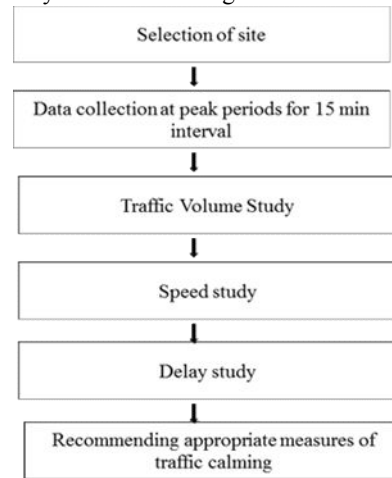 Selection of site
Data collection at peak periods for 15 min
interval
Traffic Volume Study
Speed study
Delay study
Recommending appropriate measures of
traffic calming